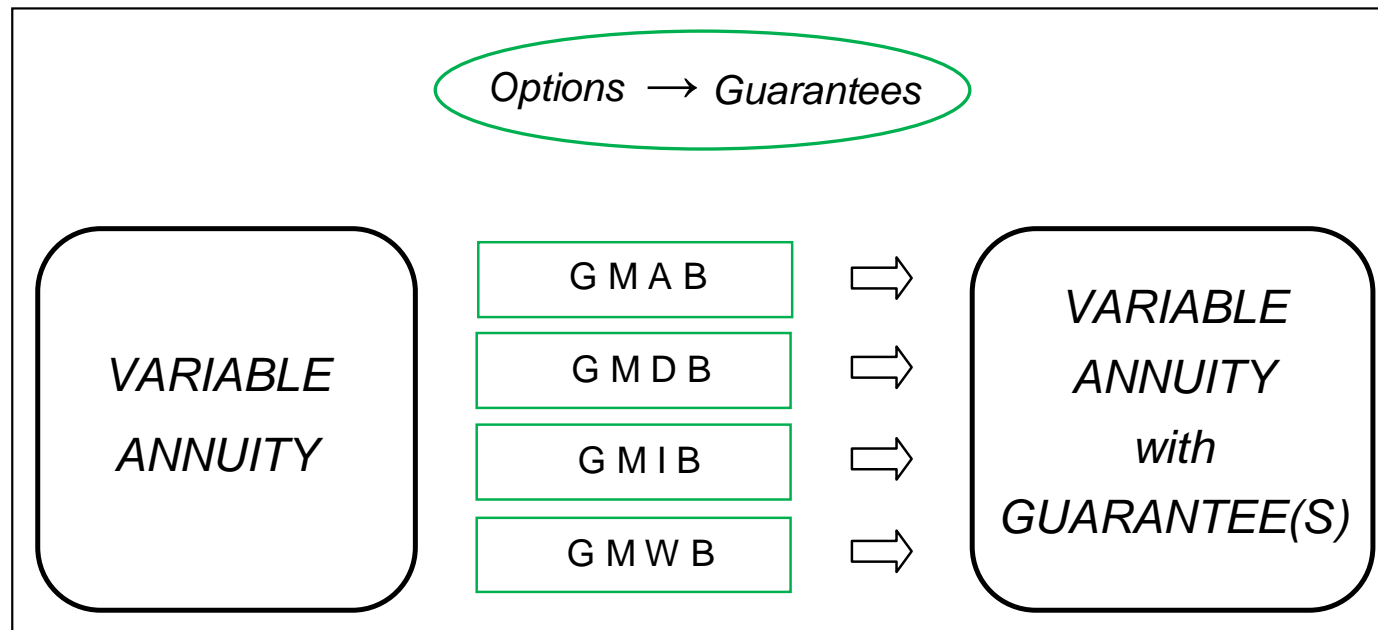 Options → Guarantees
VARIABLE
ANNUITY
G M A B
G M D B
G M I B
G M W B
VARIABLE
ANNUITY
with
GUARANTEE(S)